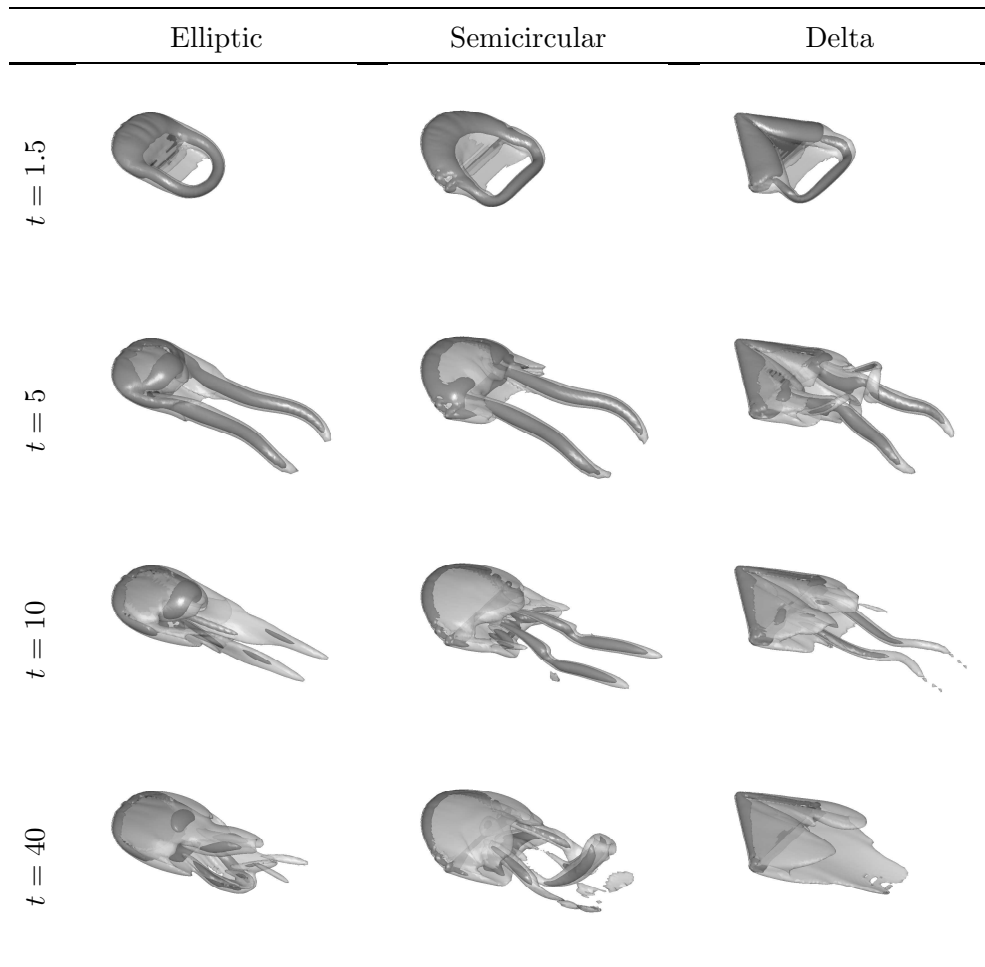 Elliptic Semicircular Delta
t = 1.5
t = 5
t = 10
t = 40